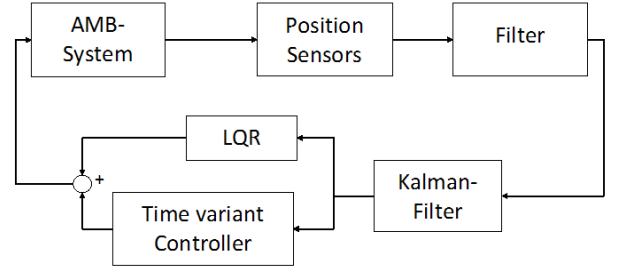 AMB-
System
Position
Sensors
Filter
LQR
+
Kalman-
Filter
Time variant
Controller